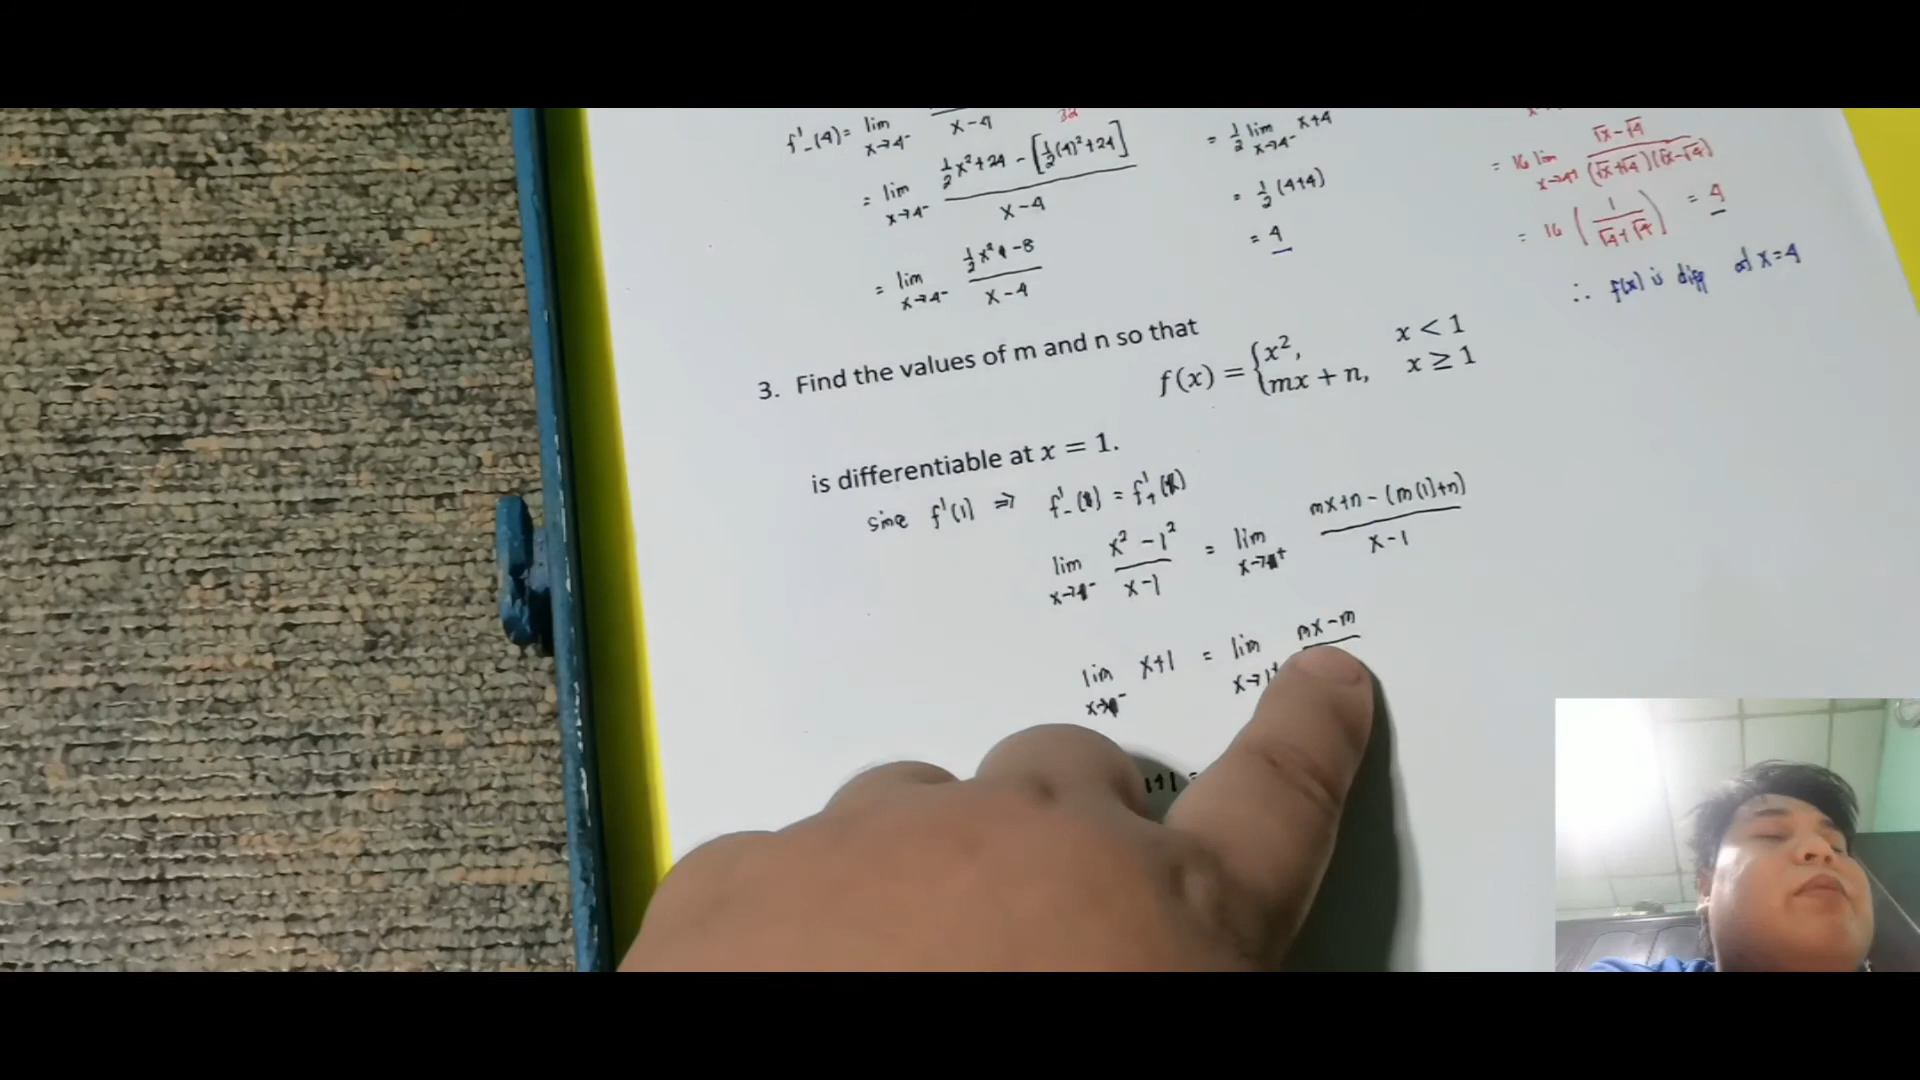 f'₋(4) = lim x→4⁻ x-4
= lim x→4⁻ (½x²+24 - [½(4)²+24]) / (x-4)
= lim x→4⁻ (½x² -8) / (x-4)
= ½ lim x→4⁻ x+4
= ½ (4+4)
= 4
= 16 lim x→4⁺ (√x-√4) / ((√x+√4)(√x-√4))
= 16 (1 / (√4+√4)) = 4
∴ f(x) is diff at x=4
3. Find the values of m and n so that
f(x) = { x², x < 1
mx + n, x ≥ 1
is differentiable at x = 1.
since f'(1) ⇒ f'₋(1) = f'₊(1)
lim (x² - 1²) / (x-1) = lim (mx+n - (m(1)+n)) / (x-1)
lim x+1 = lim x→1⁺ mx-m
1+1 =